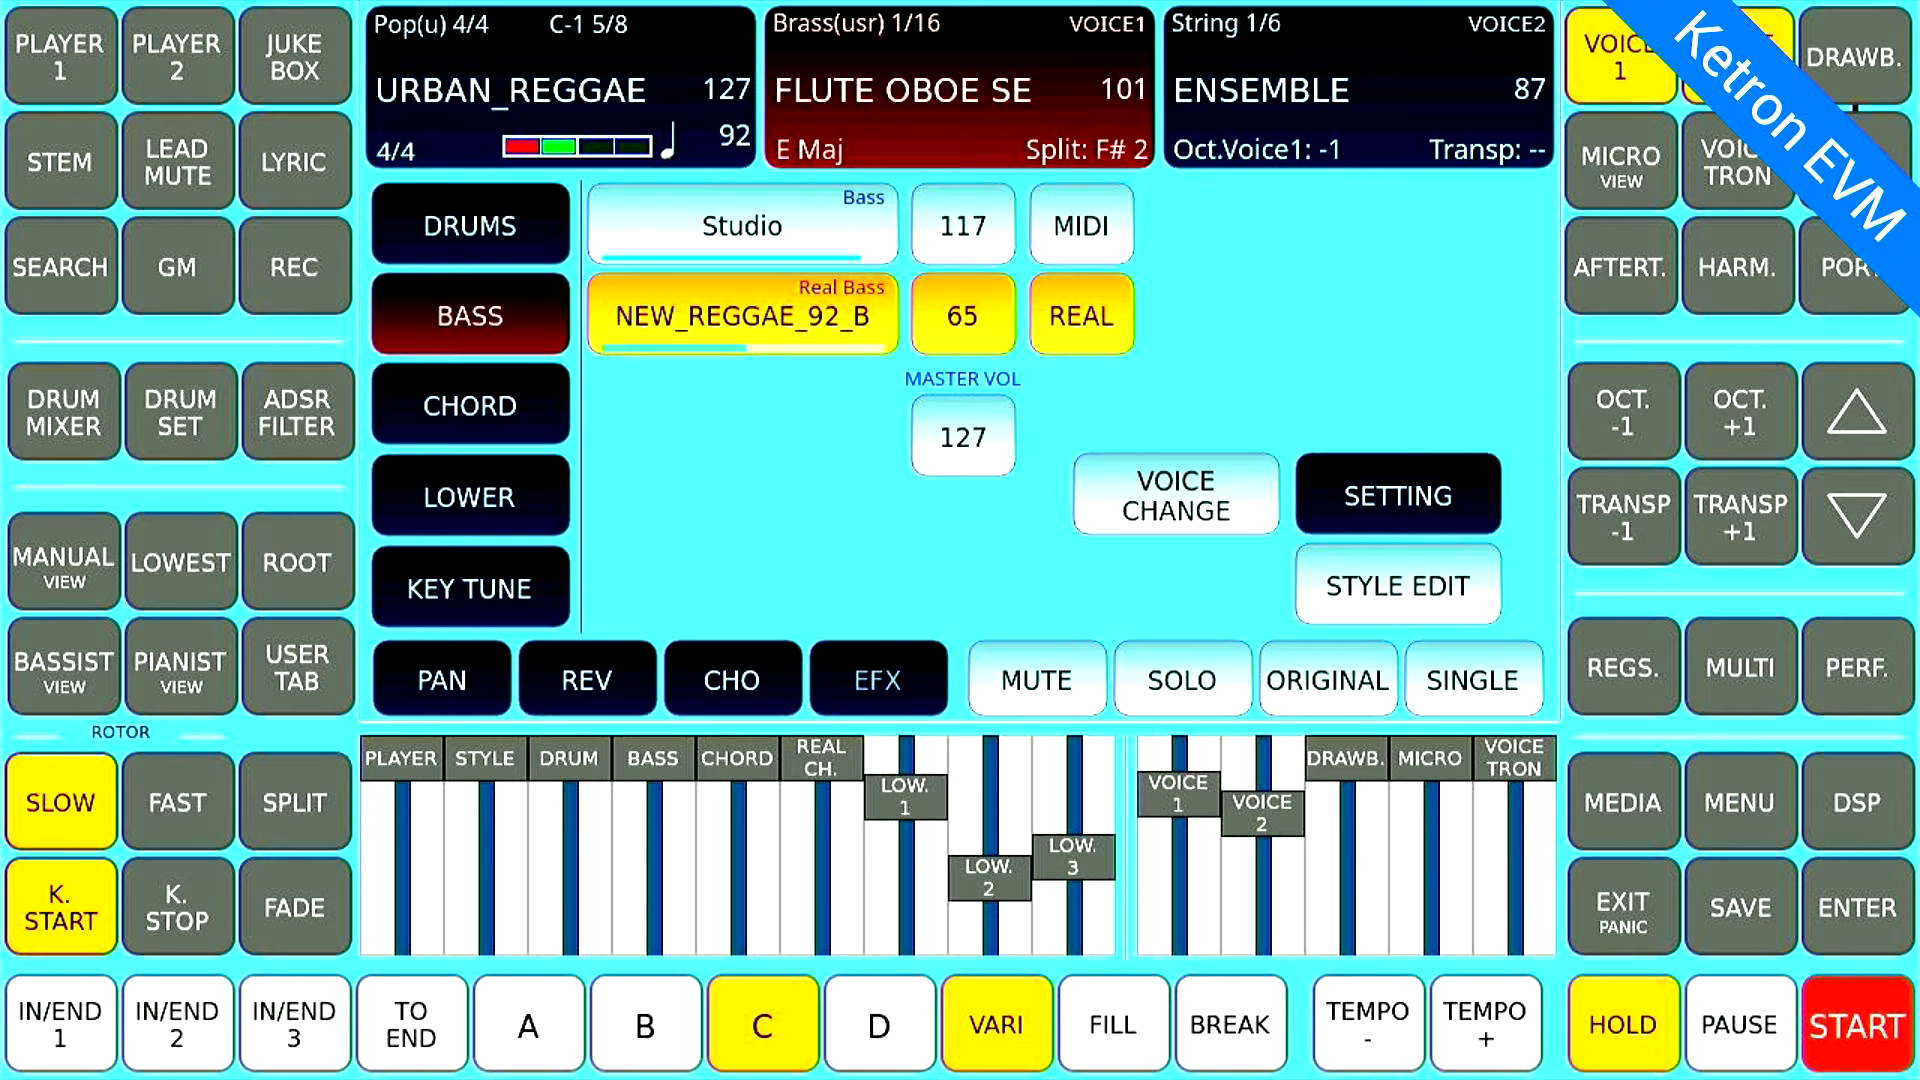 PLAYER 1
PLAYER 2
JUKE BOX
STEM
LEAD MUTE
LYRIC
SEARCH
GM
REC
DRUM MIXER
DRUM SET
ADSR FILTER
MANUAL VIEW
LOWEST
ROOT
BASSIST VIEW
PIANIST VIEW
USER TAB
ROTOR
SLOW
FAST
SPLIT
K. START
K. STOP
FADE
Pop(u) 4/4 C-1 5/8
URBAN_REGGAE 127
4/4 92
Brass(usr) 1/16 VOICE1
FLUTE OBOE SE 101
E Maj Split: F# 2
String 1/6 VOICE2
ENSEMBLE 87
Oct.Voice1: -1 Transp: --
DRUMS
BASS
CHORD
LOWER
KEY TUNE
Bass
Studio
117
MIDI
Real Bass
NEW_REGGAE_92_B
65
REAL
MASTER VOL
127
VOICE CHANGE
SETTING
STYLE EDIT
PAN
REV
CHO
EFX
MUTE
SOLO
ORIGINAL
SINGLE
PLAYER
STYLE
DRUM
BASS
CHORD
REAL CH.
LOW. 1
LOW. 2
LOW. 3
VOICE 1
VOICE 2
DRAWB.
MICRO
VOICE TRON
VOICE 1
DRAWB.
Ketron EVM
MICRO VIEW
TRON
AFTERT.
HARM.
OCT. -1
OCT. +1
TRANSP -1
TRANSP +1
REGS.
MULTI
PERF.
MEDIA
MENU
DSP
EXIT PANIC
SAVE
ENTER
IN/END 1
IN/END 2
IN/END 3
TO END
A
B
C
D
VARI
FILL
BREAK
TEMPO -
TEMPO +
HOLD
PAUSE
START